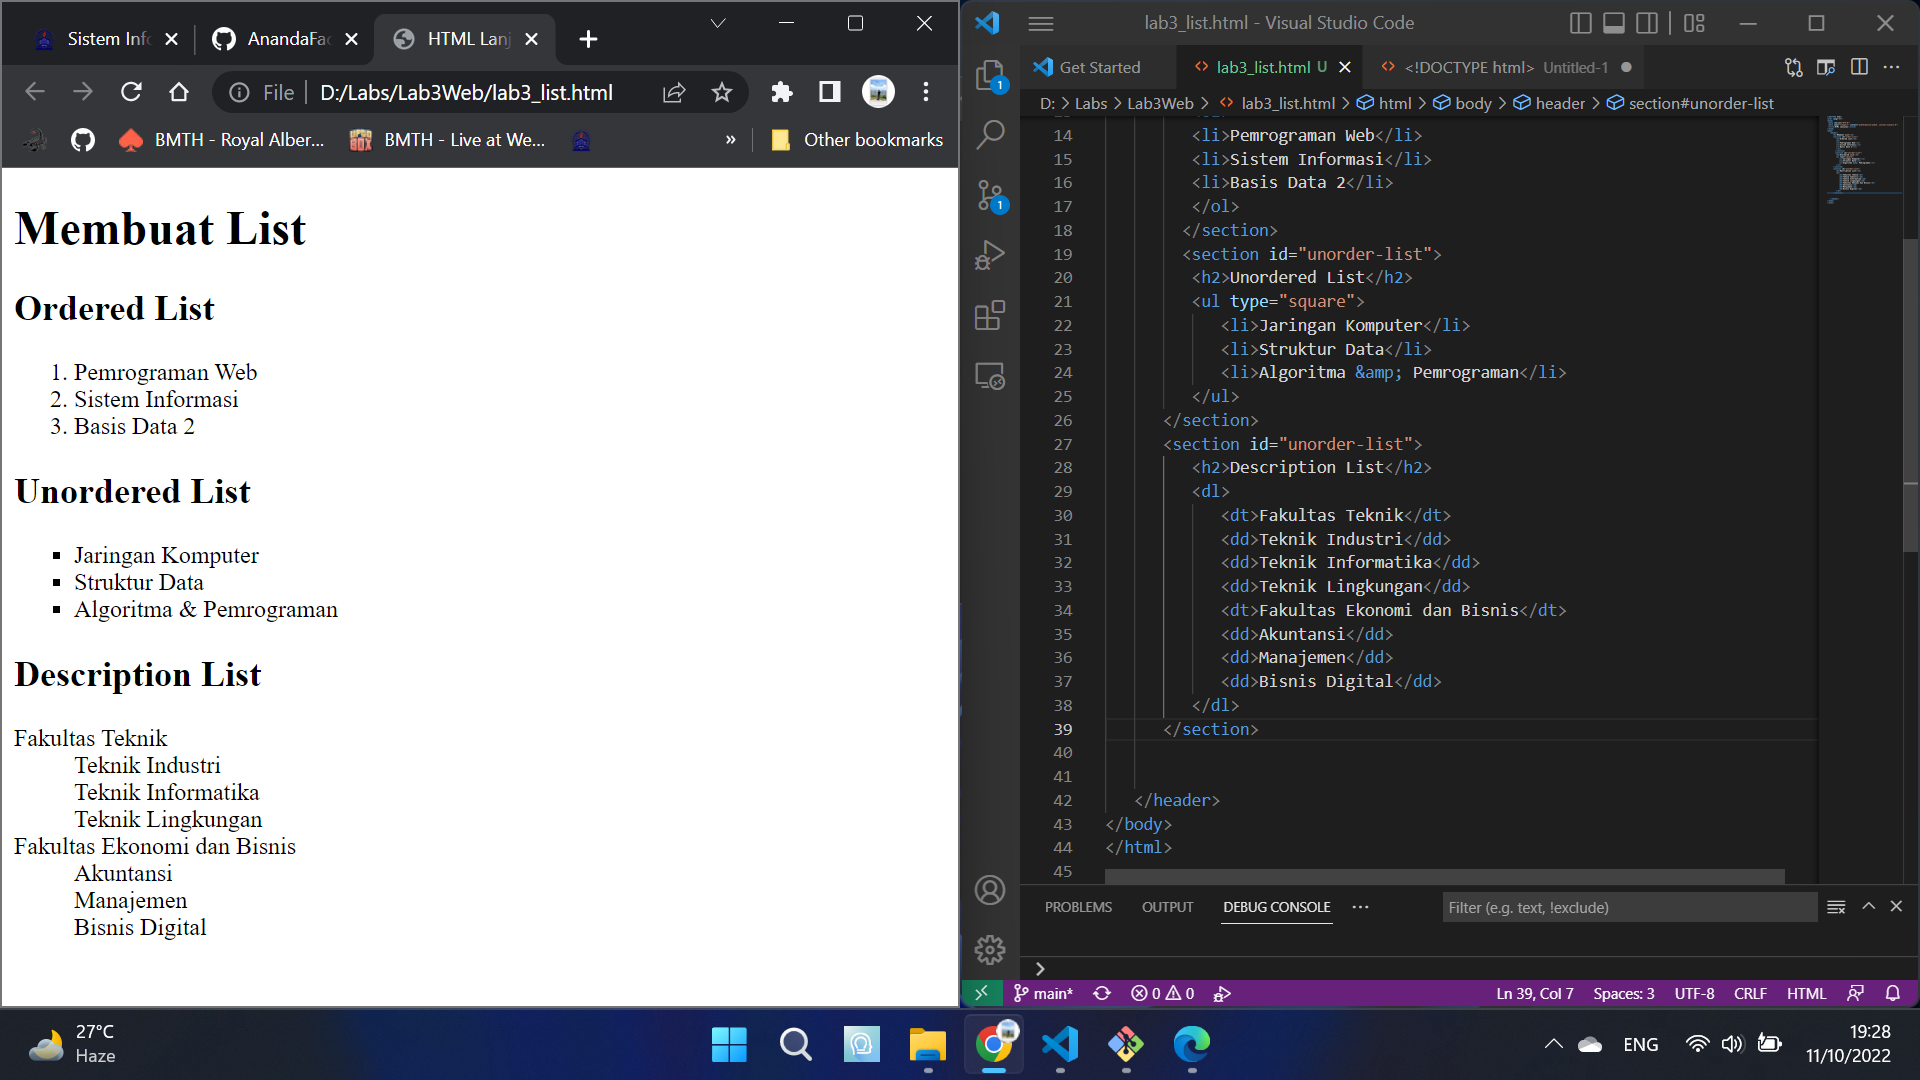 Sistem Info
AnandaFac
HTML Lanj
File
D:/Labs/Lab3Web/lab3_list.html
BMTH - Royal Alber...
BMTH - Live at We...
»
Other bookmarks
Membuat List
Ordered List
1. Pemrograman Web
2. Sistem Informasi
3. Basis Data 2
Unordered List
Jaringan Komputer
Struktur Data
Algoritma & Pemrograman
Description List
Fakultas Teknik
Teknik Industri
Teknik Informatika
Teknik Lingkungan
Fakultas Ekonomi dan Bisnis
Akuntansi
Manajemen
Bisnis Digital
lab3_list.html - Visual Studio Code
Get Started
lab3_list.html U
<!DOCTYPE html> Untitled-1
D: > Labs > Lab3Web > lab3_list.html > html > body > header > section#unorder-list
1
1
14 <li>Pemrograman Web</li>
15 <li>Sistem Informasi</li>
16 <li>Basis Data 2</li>
17 </ol>
18 </section>
19 <section id="unorder-list">
20 <h2>Unordered List</h2>
21 <ul type="square">
22 <li>Jaringan Komputer</li>
23 <li>Struktur Data</li>
24 <li>Algoritma &amp; Pemrograman</li>
25 </ul>
26 </section>
27 <section id="unorder-list">
28 <h2>Description List</h2>
29 <dl>
30 <dt>Fakultas Teknik</dt>
31 <dd>Teknik Industri</dd>
32 <dd>Teknik Informatika</dd>
33 <dd>Teknik Lingkungan</dd>
34 <dt>Fakultas Ekonomi dan Bisnis</dt>
35 <dd>Akuntansi</dd>
36 <dd>Manajemen</dd>
37 <dd>Bisnis Digital</dd>
38 </dl>
39 </section>
40
41
42 </header>
43 </body>
44 </html>
45
PROBLEMS OUTPUT DEBUG CONSOLE ···
Filter (e.g. text, !exclude)
>
main* 0 0
Ln 39, Col 7 Spaces: 3 UTF-8 CRLF HTML
27°C
Haze
ENG
19:28
11/10/2022